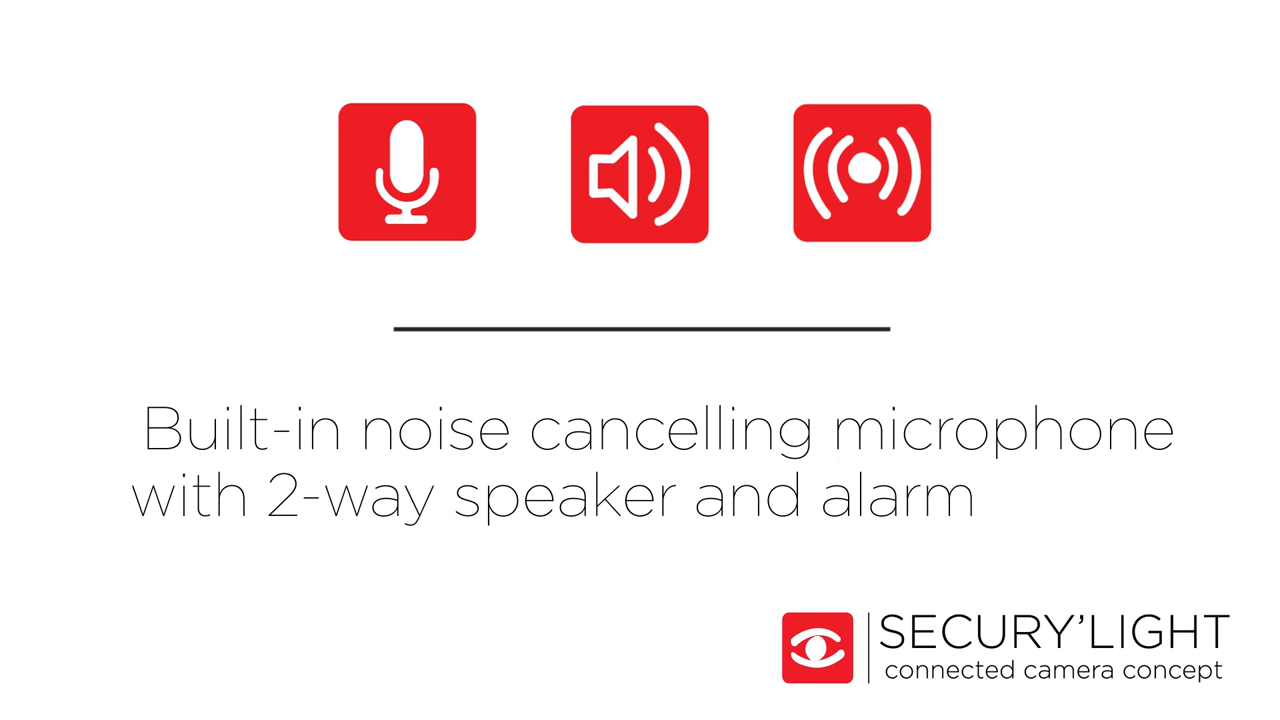 Built-in noise cancelling microphone
with 2-way speaker and alarm
SECURY'LIGHT
connected camera concept